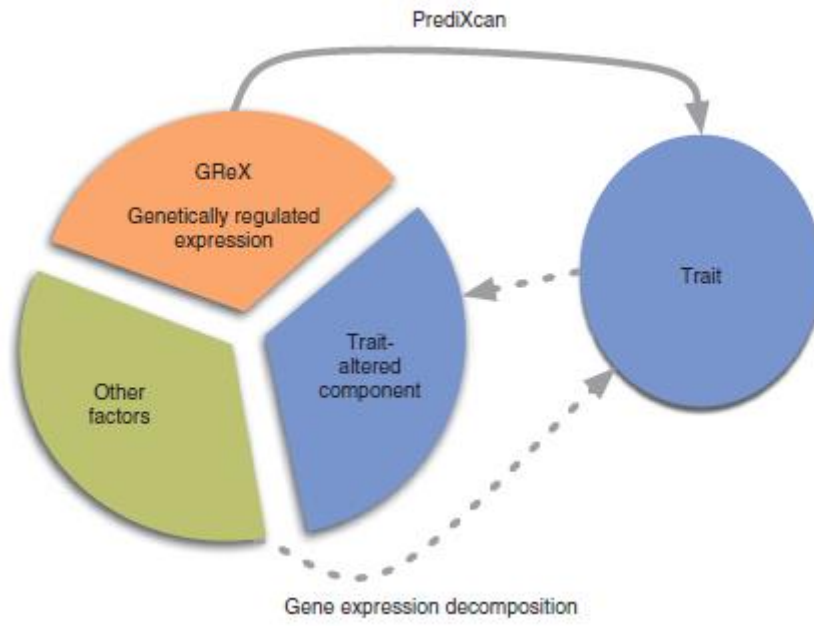 PrediXcan
GReX
Genetically regulated
expression
Trait
Trait-
altered
component
Other
factors
Gene expression decomposition